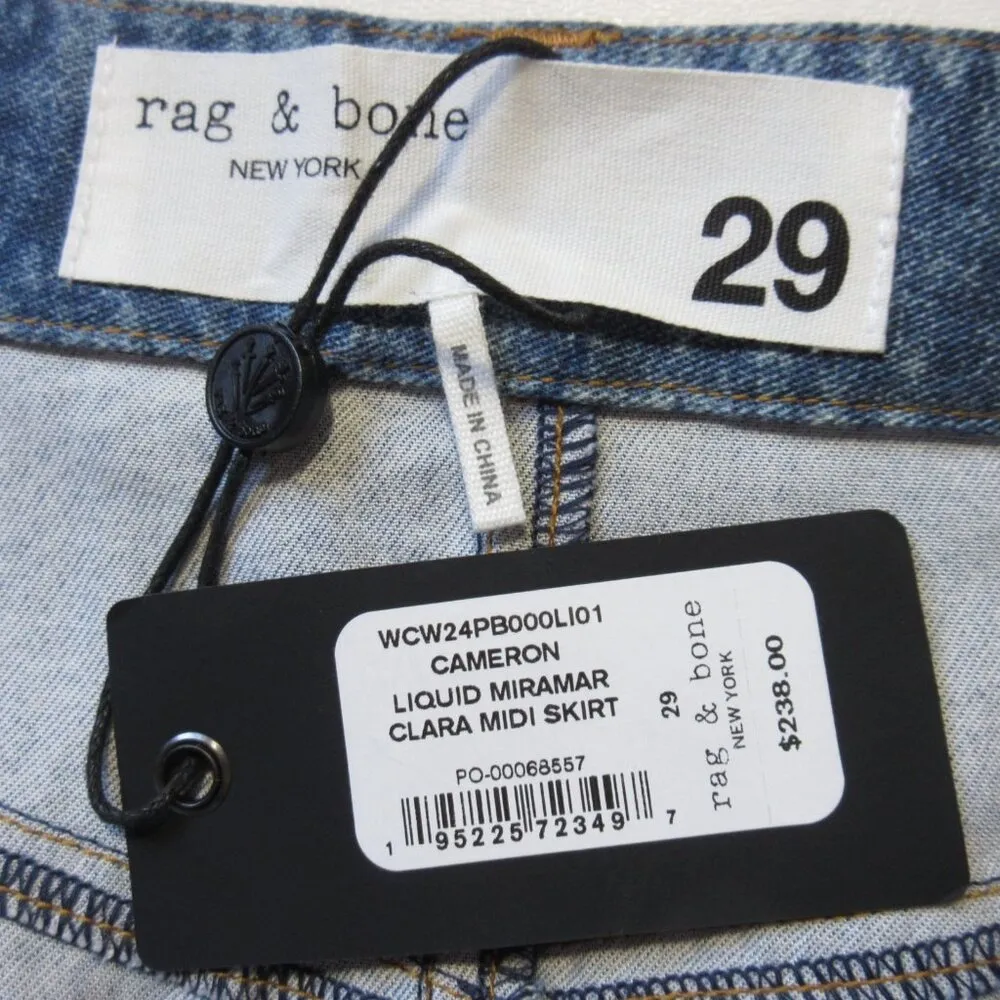 rag & bone
NEW YORK
29
MADE IN CHINA
WCW24PB000LI01
CAMERON
LIQUID MIRAMAR
CLARA MIDI SKIRT
PO-00068557
1 95225 72349 7
29
rag & bone
NEW YORK
$238.00